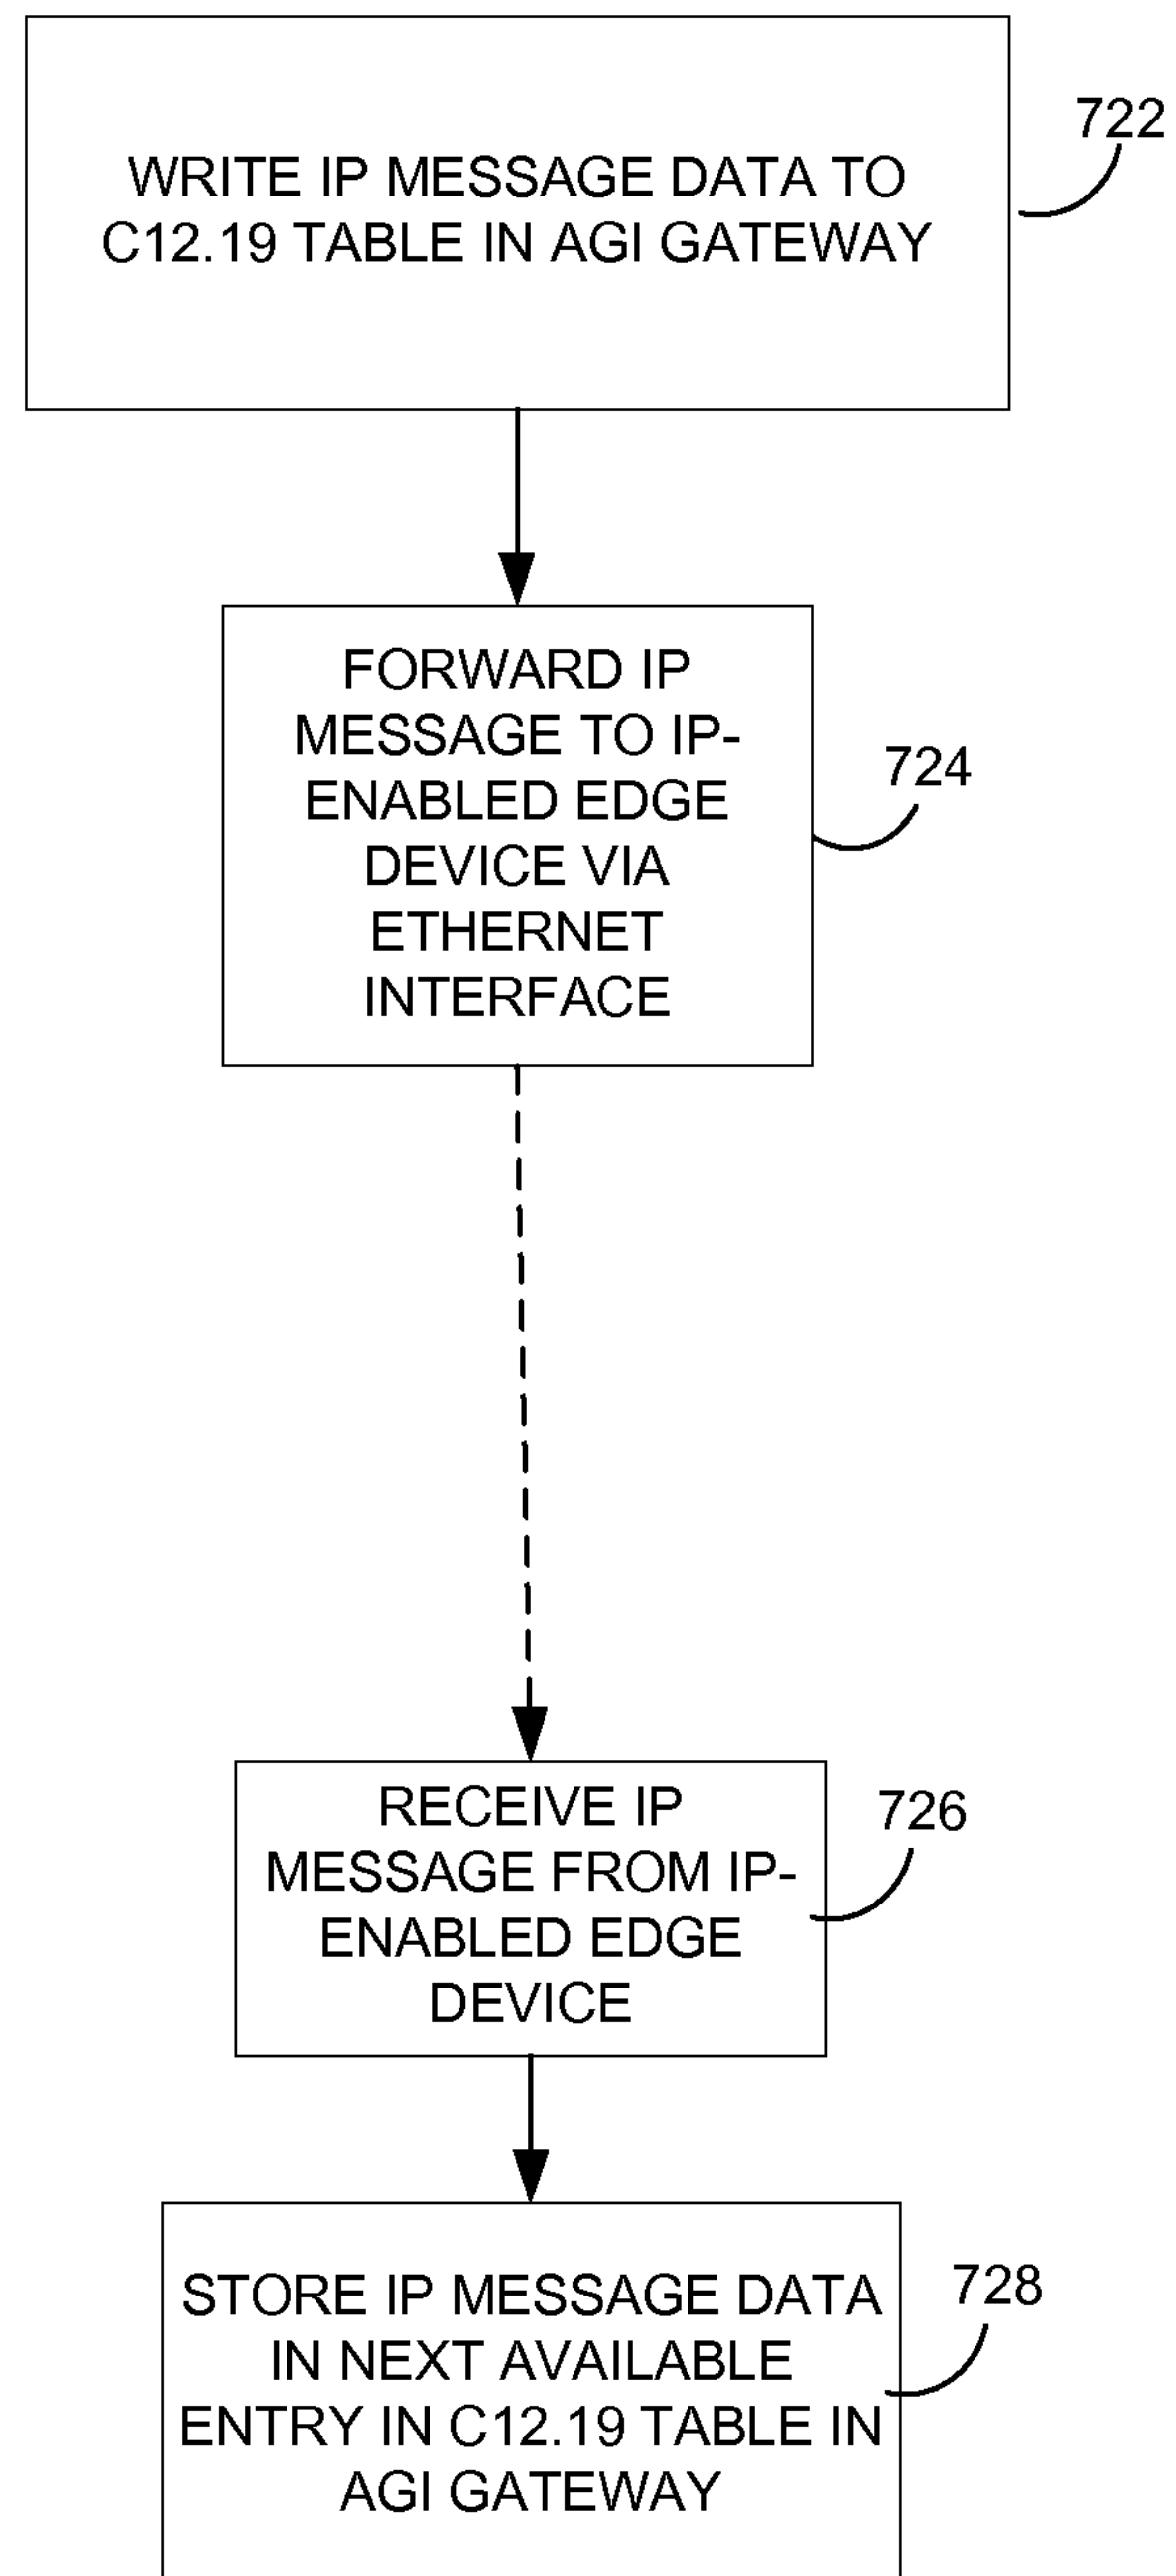 WRITE IP MESSAGE DATA TO
C12.19 TABLE IN AGI GATEWAY
722
FORWARD IP
MESSAGE TO IP-
ENABLED EDGE
DEVICE VIA
ETHERNET
INTERFACE
724
RECEIVE IP
MESSAGE FROM IP-
ENABLED EDGE
DEVICE
726
STORE IP MESSAGE DATA
IN NEXT AVAILABLE
ENTRY IN C12.19 TABLE IN
AGI GATEWAY
728